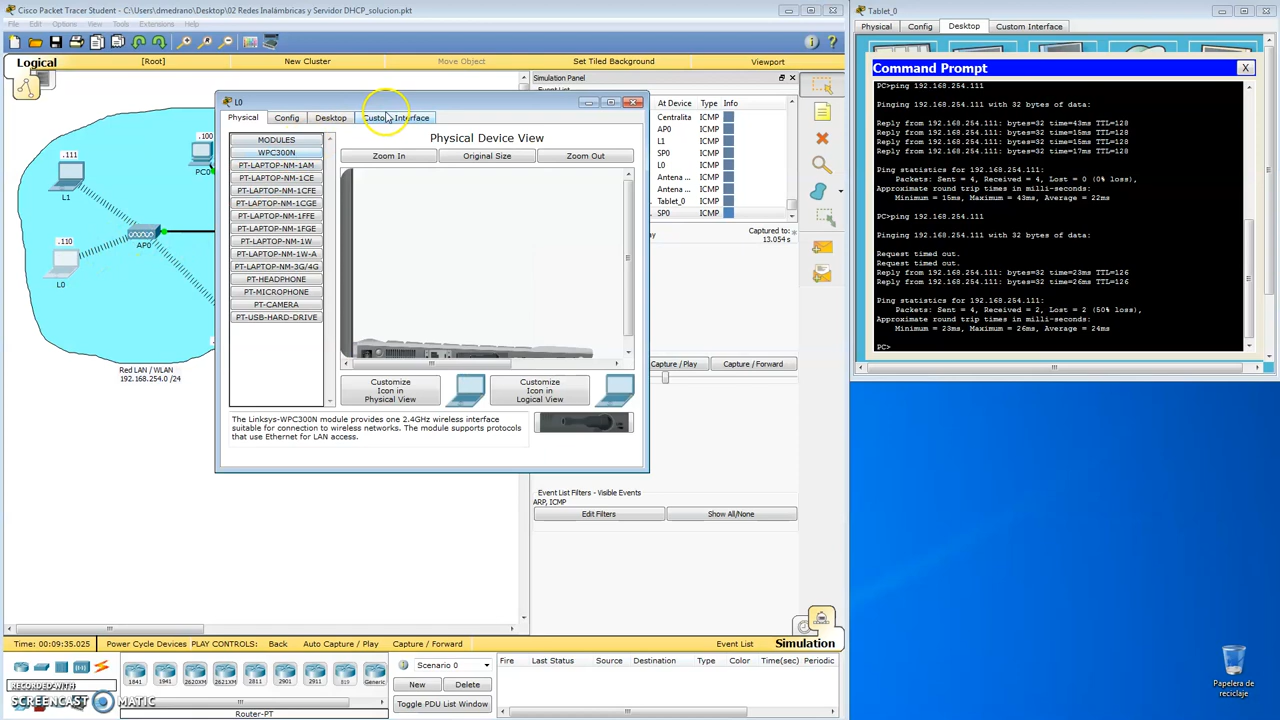 Cisco Packet Tracer Student - C:\Users\dmedrano\Desktop\02 Redes Inalámbricas y Servidor DHCP_solucion.pkt
File Edit Options View Tools Extensions Help
Logical
[Root]
New Cluster
Move Object
Set Tiled Background
Viewport
.111
L1
.100
PC0
.110
L0
AP0
Red LAN / WLAN
192.168.254.0 /24
L0
Physical
Config
Desktop
Custom Interface
MODULES
WPC300N
PT-LAPTOP-NM-1AM
PT-LAPTOP-NM-1CE
PT-LAPTOP-NM-1CFE
PT-LAPTOP-NM-1CGE
PT-LAPTOP-NM-1FFE
PT-LAPTOP-NM-1FGE
PT-LAPTOP-NM-1W
PT-LAPTOP-NM-1W-A
PT-LAPTOP-NM-3G/4G
PT-HEADPHONE
PT-MICROPHONE
PT-CAMERA
PT-USB-HARD-DRIVE
Physical Device View
Zoom In
Original Size
Zoom Out
Customize
Icon in
Physical View
Customize
Icon in
Logical View
The Linksys-WPC300N module provides one 2.4GHz wireless interface
suitable for connection to wireless networks. The module supports protocols
that use Ethernet for LAN access.
Simulation Panel
Event List
At Device Type Info
Centralita ICMP
AP0 ICMP
L1 ICMP
SP0 ICMP
L0 ICMP
Antena ... ICMP
Antena ... ICMP
Tablet_0 ICMP
SP0 ICMP
Captured to:
13.054 s
Capture / Play
Capture / Forward
Event List Filters - Visible Events
ARP, ICMP
Edit Filters
Show All/None
Time: 00:09:35.025
Power Cycle Devices
PLAY CONTROLS:
Back
Auto Capture / Play
Capture / Forward
Event List
Simulation
1841
1941
2620XM
2621XM
2811
2901
2911
819
Generic
Router-PT
Scenario 0
New
Delete
Toggle PDU List Window
Fire Last Status Source Destination Type Color Time(sec) Periodic
RECORDED WITH
SCREENCAST MATIC
Tablet_0
Physical
Config
Desktop
Custom Interface
Command Prompt
X
PC>ping 192.168.254.111
Pinging 192.168.254.111 with 32 bytes of data:
Reply from 192.168.254.111: bytes=32 time=43ms TTL=128
Reply from 192.168.254.111: bytes=32 time=15ms TTL=128
Reply from 192.168.254.111: bytes=32 time=15ms TTL=128
Reply from 192.168.254.111: bytes=32 time=17ms TTL=128
Ping statistics for 192.168.254.111:
Packets: Sent = 4, Received = 4, Lost = 0 (0% loss),
Approximate round trip times in milli-seconds:
Minimum = 15ms, Maximum = 43ms, Average = 22ms
PC>ping 192.168.254.111
Pinging 192.168.254.111 with 32 bytes of data:
Request timed out.
Request timed out.
Reply from 192.168.254.111: bytes=32 time=23ms TTL=126
Reply from 192.168.254.111: bytes=32 time=26ms TTL=126
Ping statistics for 192.168.254.111:
Packets: Sent = 4, Received = 2, Lost = 2 (50% loss),
Approximate round trip times in milli-seconds:
Minimum = 23ms, Maximum = 26ms, Average = 24ms
PC>
Papelera de
reciclaje